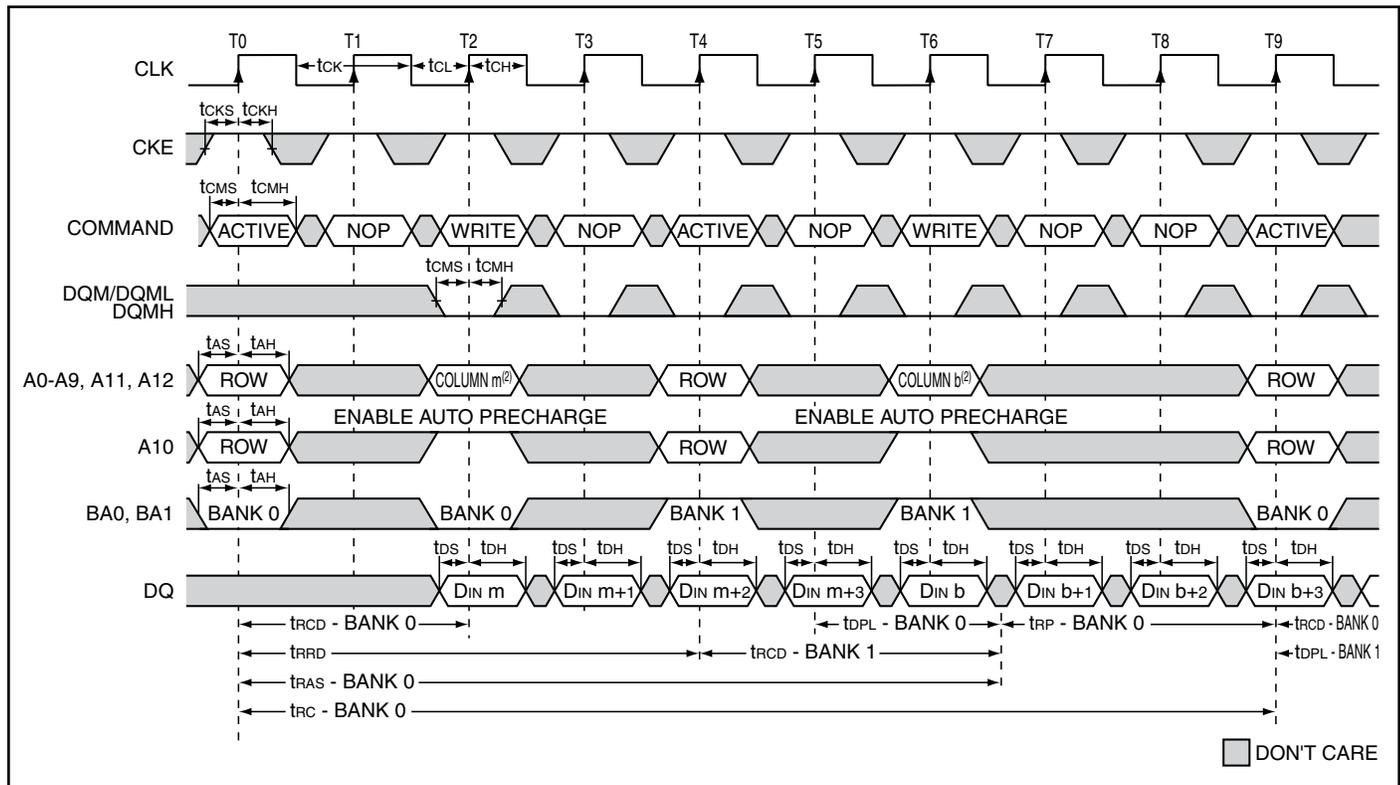 T0 T1 T2 T3 T4 T5 T6 T7 T8 T9
CLK tCK tCL tCH
tCKS tCKH
CKE
tCMS tCMH
COMMAND ACTIVE NOP WRITE NOP ACTIVE NOP WRITE NOP NOP ACTIVE
tCMS tCMH
DQM/DQML
DQMH
tAS tAH
A0-A9, A11, A12 ROW COLUMN m(2) ROW COLUMN b(2) ROW
tAS tAH ENABLE AUTO PRECHARGE ENABLE AUTO PRECHARGE
A10 ROW ROW ROW
tAS tAH
BA0, BA1 BANK 0 BANK 0 BANK 1 BANK 1 BANK 0
tDS tDH tDS tDH tDS tDH tDS tDH tDS tDH tDS tDH tDS tDH tDS tDH
DQ DIN m DIN m+1 DIN m+2 DIN m+3 DIN b DIN b+1 DIN b+2 DIN b+3
tRCD - BANK 0 tDPL - BANK 0 tRP - BANK 0 tRCD - BANK 0
tRRD tRCD - BANK 1 tDPL - BANK 1
tRAS - BANK 0
tRC - BANK 0
DON'T CARE